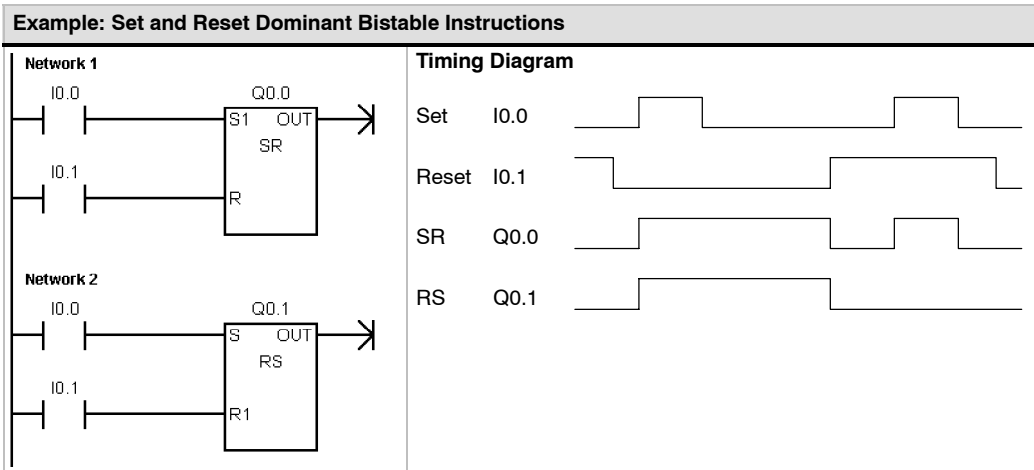 Example: Set and Reset Dominant Bistable Instructions
Network 1
I0.0
Q0.0
S1 OUT
SR
I0.1
R
Network 2
I0.0
Q0.1
S OUT
RS
I0.1
R1
Timing Diagram
Set I0.0
Reset I0.1
SR Q0.0
RS Q0.1